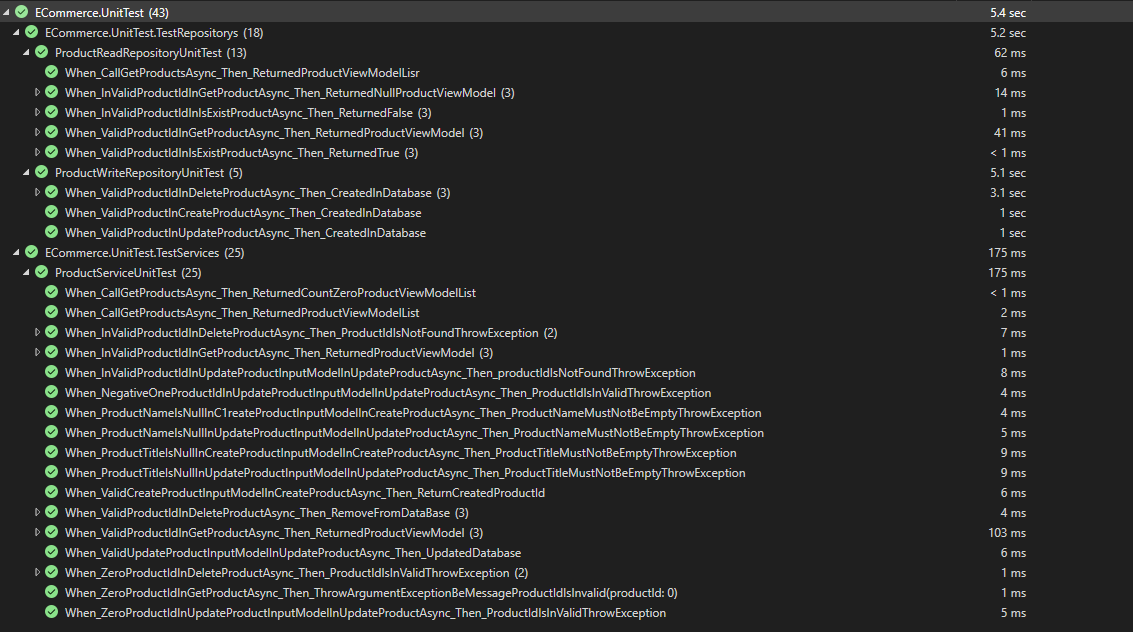 ECommerce.UnitTest (43) 5.4 sec
ECommerce.UnitTest.TestRepositorys (18) 5.2 sec
ProductReadRepositoryUnitTest (13) 62 ms
When_CallGetProductsAsync_Then_ReturnedProductViewModelLisr 6 ms
When_InValidProductIdInGetProductAsync_Then_ReturnedNullProductViewModel (3) 14 ms
When_InValidProductIdInIsExistProductAsync_Then_ReturnedFalse (3) 1 ms
When_ValidProductIdInGetProductAsync_Then_ReturnedProductViewModel (3) 41 ms
When_ValidProductIdInIsExistProductAsync_Then_ReturnedTrue (3) < 1 ms
ProductWriteRepositoryUnitTest (5) 5.1 sec
When_ValidProductIdInDeleteProductAsync_Then_CreatedInDatabase (3) 3.1 sec
When_ValidProductInCreateProductAsync_Then_CreatedInDatabase 1 sec
When_ValidProductInUpdateProductAsync_Then_CreatedInDatabase 1 sec
ECommerce.UnitTest.TestServices (25) 175 ms
ProductServiceUnitTest (25) 175 ms
When_CallGetProductsAsync_Then_ReturnedCountZeroProductViewModelList < 1 ms
When_CallGetProductsAsync_Then_ReturnedProductViewModelList 2 ms
When_InValidProductIdInDeleteProductAsync_Then_ProductIdIsNotFoundThrowException (2) 7 ms
When_InValidProductIdInGetProductAsync_Then_ReturnedProductViewModel (3) 1 ms
When_InValidProductIdInUpdateProductInputModelInUpdateProductAsync_Then_productIdIsNotFoundThrowException 8 ms
When_NegativeOneProductIdInUpdateProductInputModelInUpdateProductAsync_Then_ProductIdIsInValidThrowException 4 ms
When_ProductNameIsNullInC1reateProductInputModelInCreateProductAsync_Then_ProductNameMustNotBeEmptyThrowException 4 ms
When_ProductNameIsNullInUpdateProductInputModelInUpdateProductAsync_Then_ProductNameMustNotBeEmptyThrowException 5 ms
When_ProductTitleIsNullInCreateProductInputModelInCreateProductAsync_Then_ProductTitleMustNotBeEmptyThrowException 9 ms
When_ProductTitleIsNullInUpdateProductInputModelInUpdateProductAsync_Then_ProductTitleMustNotBeEmptyThrowException 9 ms
When_ValidCreateProductInputModelInCreateProductAsync_Then_ReturnCreatedProductId 6 ms
When_ValidProductIdInDeleteProductAsync_Then_RemoveFromDataBase (3) 4 ms
When_ValidProductIdInGetProductAsync_Then_ReturnedProductViewModel (3) 103 ms
When_ValidUpdateProductInputModelInUpdateProductAsync_Then_UpdatedDatabase 6 ms
When_ZeroProductIdInDeleteProductAsync_Then_ProductIdIsInValidThrowException (2) 1 ms
When_ZeroProductIdInGetProductAsync_Then_ThrowArgumentExceptionBeMessageProductIdIsInvalid(productId: 0) 1 ms
When_ZeroProductIdInUpdateProductInputModelInUpdateProductAsync_Then_ProductIdIsInValidThrowException 5 ms